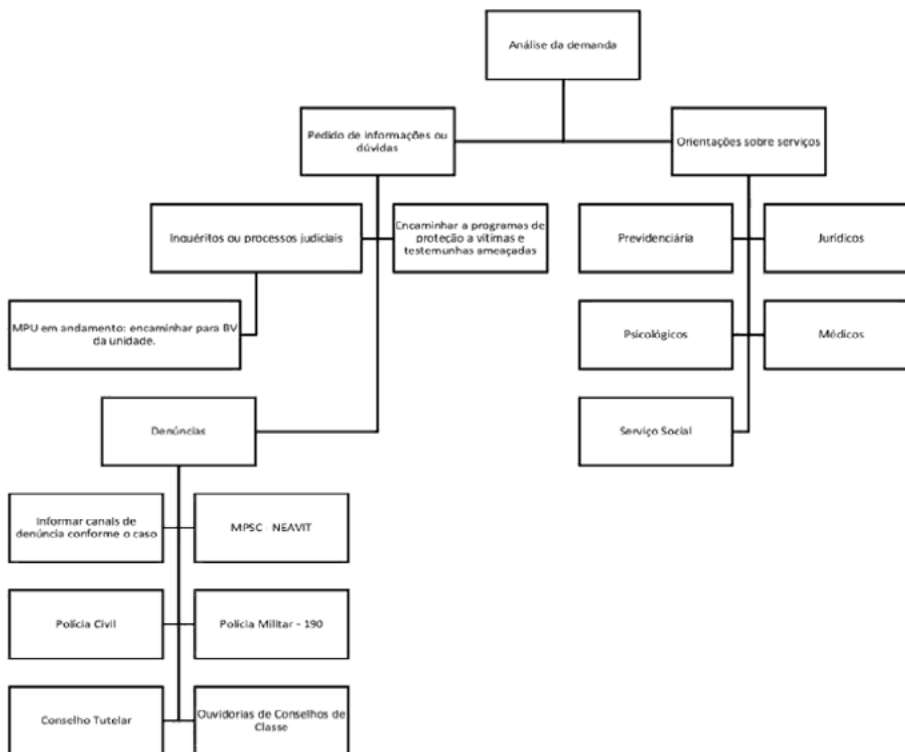 Análise da demanda
Pedido de informações ou
dúvidas
Orientações sobre serviços
Inquéritos ou processos judiciais
Encaminhar a programas de
proteção a vítimas e
testemunhas ameaçadas
Previdenciária
Jurídicos
MPU em andamento: encaminhar para BV
da unidade.
Psicológicos
Médicos
Denúncias
Serviço Social
Informar canais de
denúncia conforme o caso
MPSC - NEAVIT
Polícia Civil
Polícia Militar - 190
Conselho Tutelar
Ouvidorias de Conselhos de
Classe